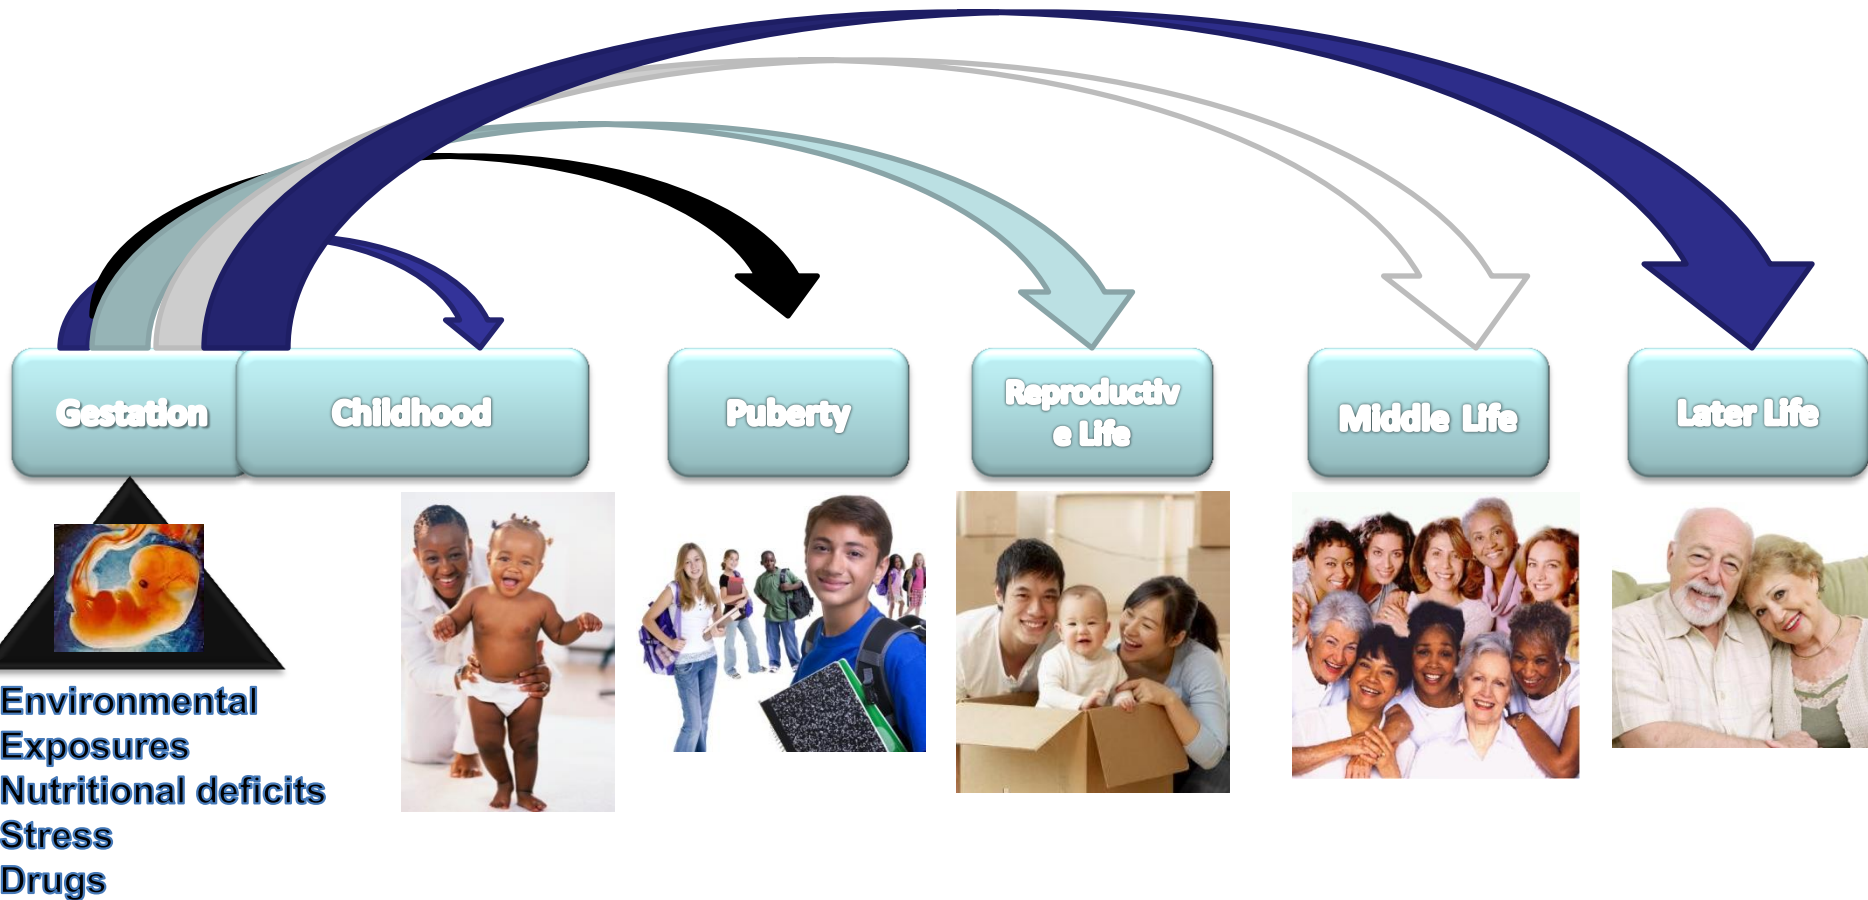 Gestation
Childhood
Puberty
Reproductiv
e Life
Middle Life
Later Life
Environmental
Exposures
Nutritional deficits
Stress
Drugs